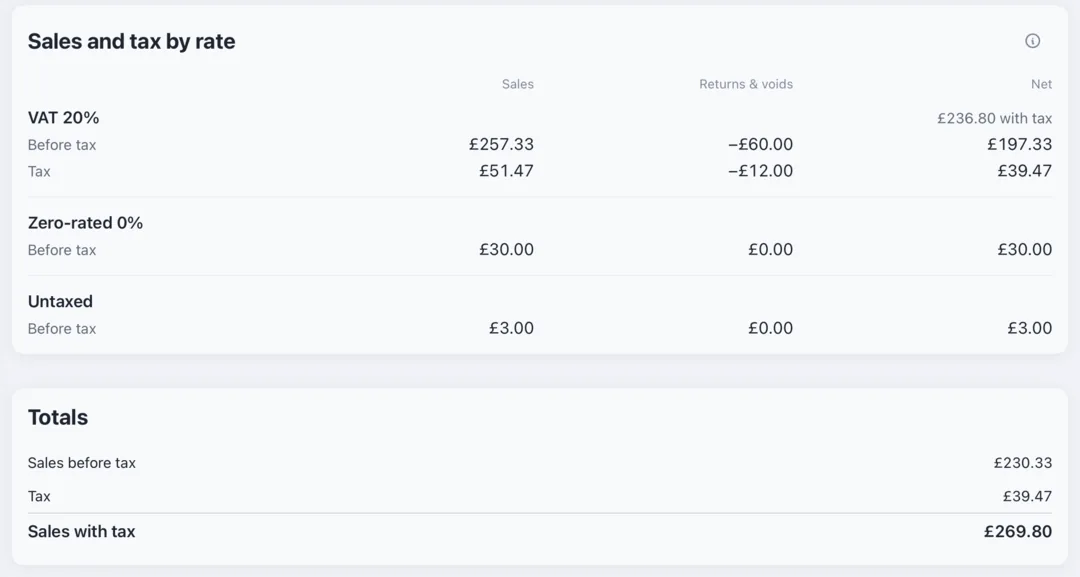 Sales and tax by rate
Sales Returns & voids Net
VAT 20% £236.80 with tax
Before tax £257.33 −£60.00 £197.33
Tax £51.47 −£12.00 £39.47
Zero-rated 0%
Before tax £30.00 £0.00 £30.00
Untaxed
Before tax £3.00 £0.00 £3.00
Totals
Sales before tax £230.33
Tax £39.47
Sales with tax £269.80